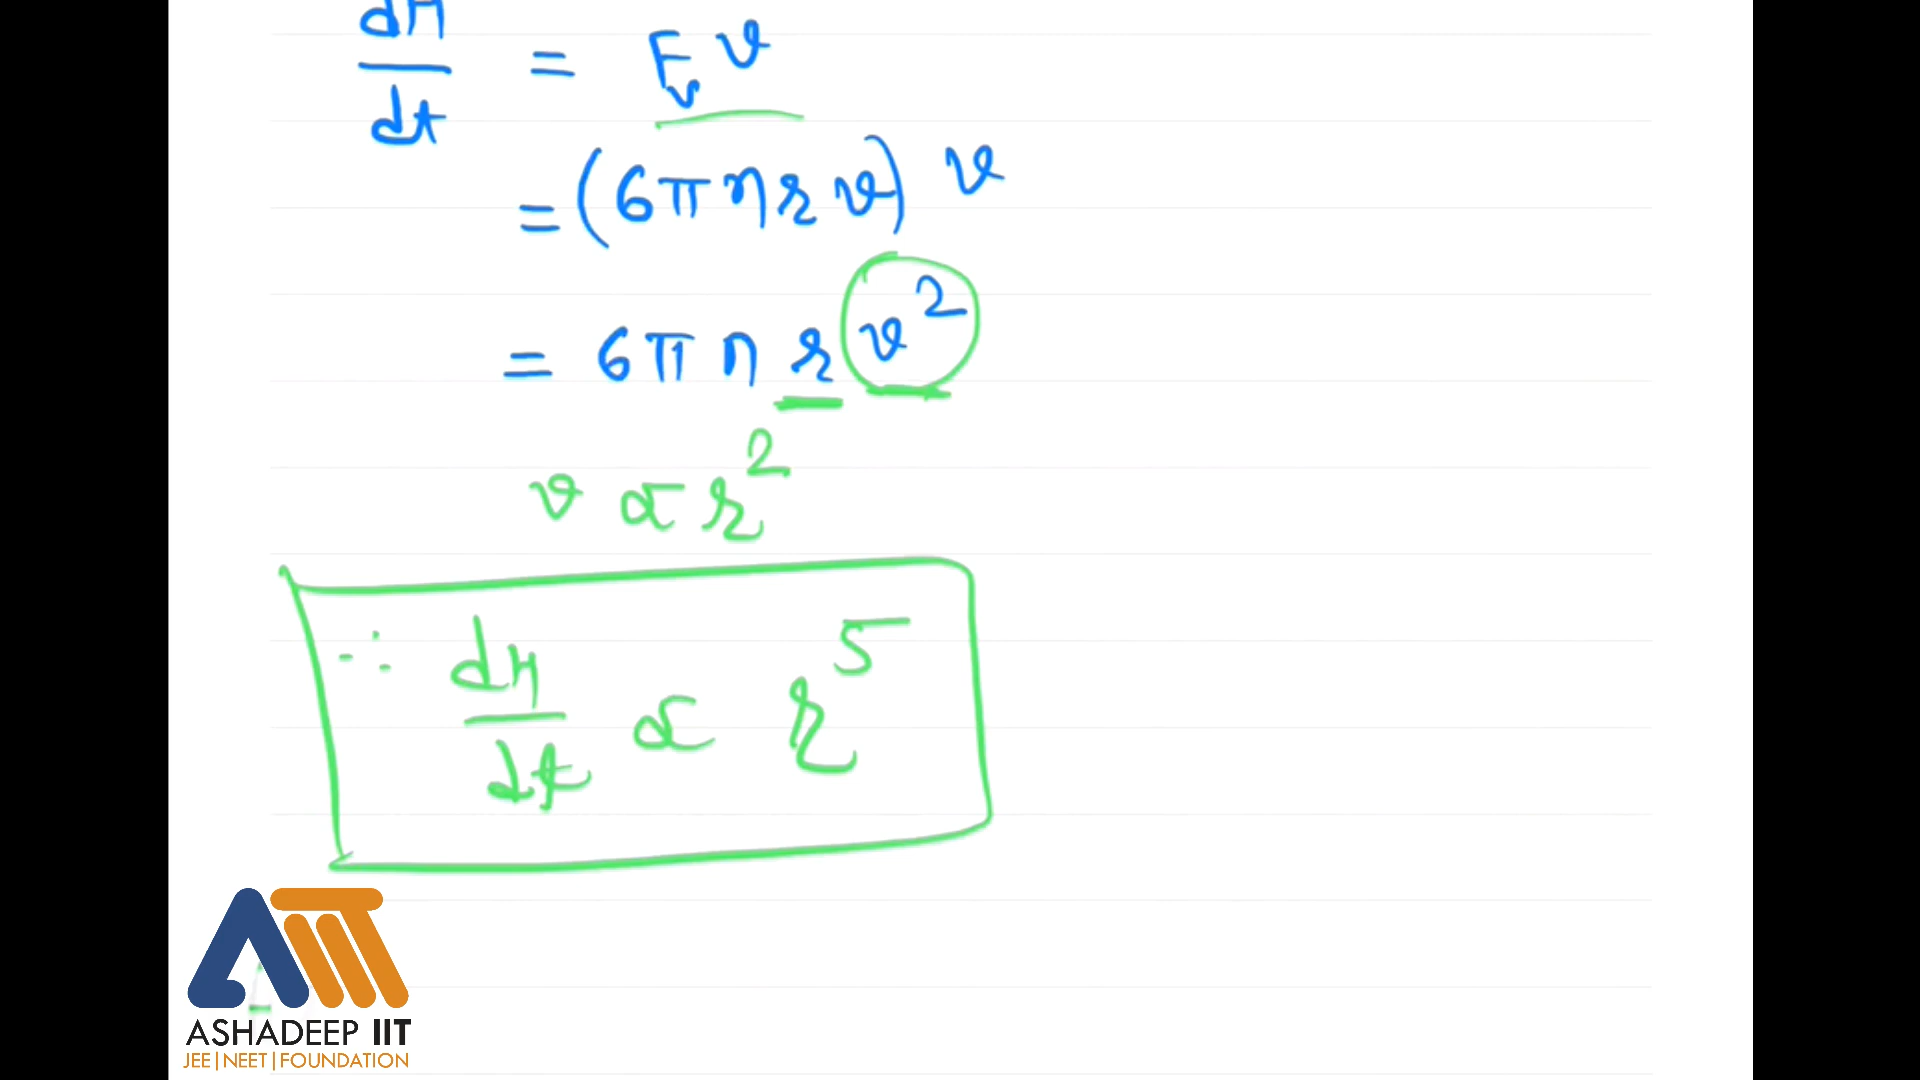 dH/dt = F_v v
= (6πηrv) v
= 6πηr v²
v ∝ r²
∴ dH/dt ∝ r⁵
ASHADEEP IIT
JEE|NEET|FOUNDATION